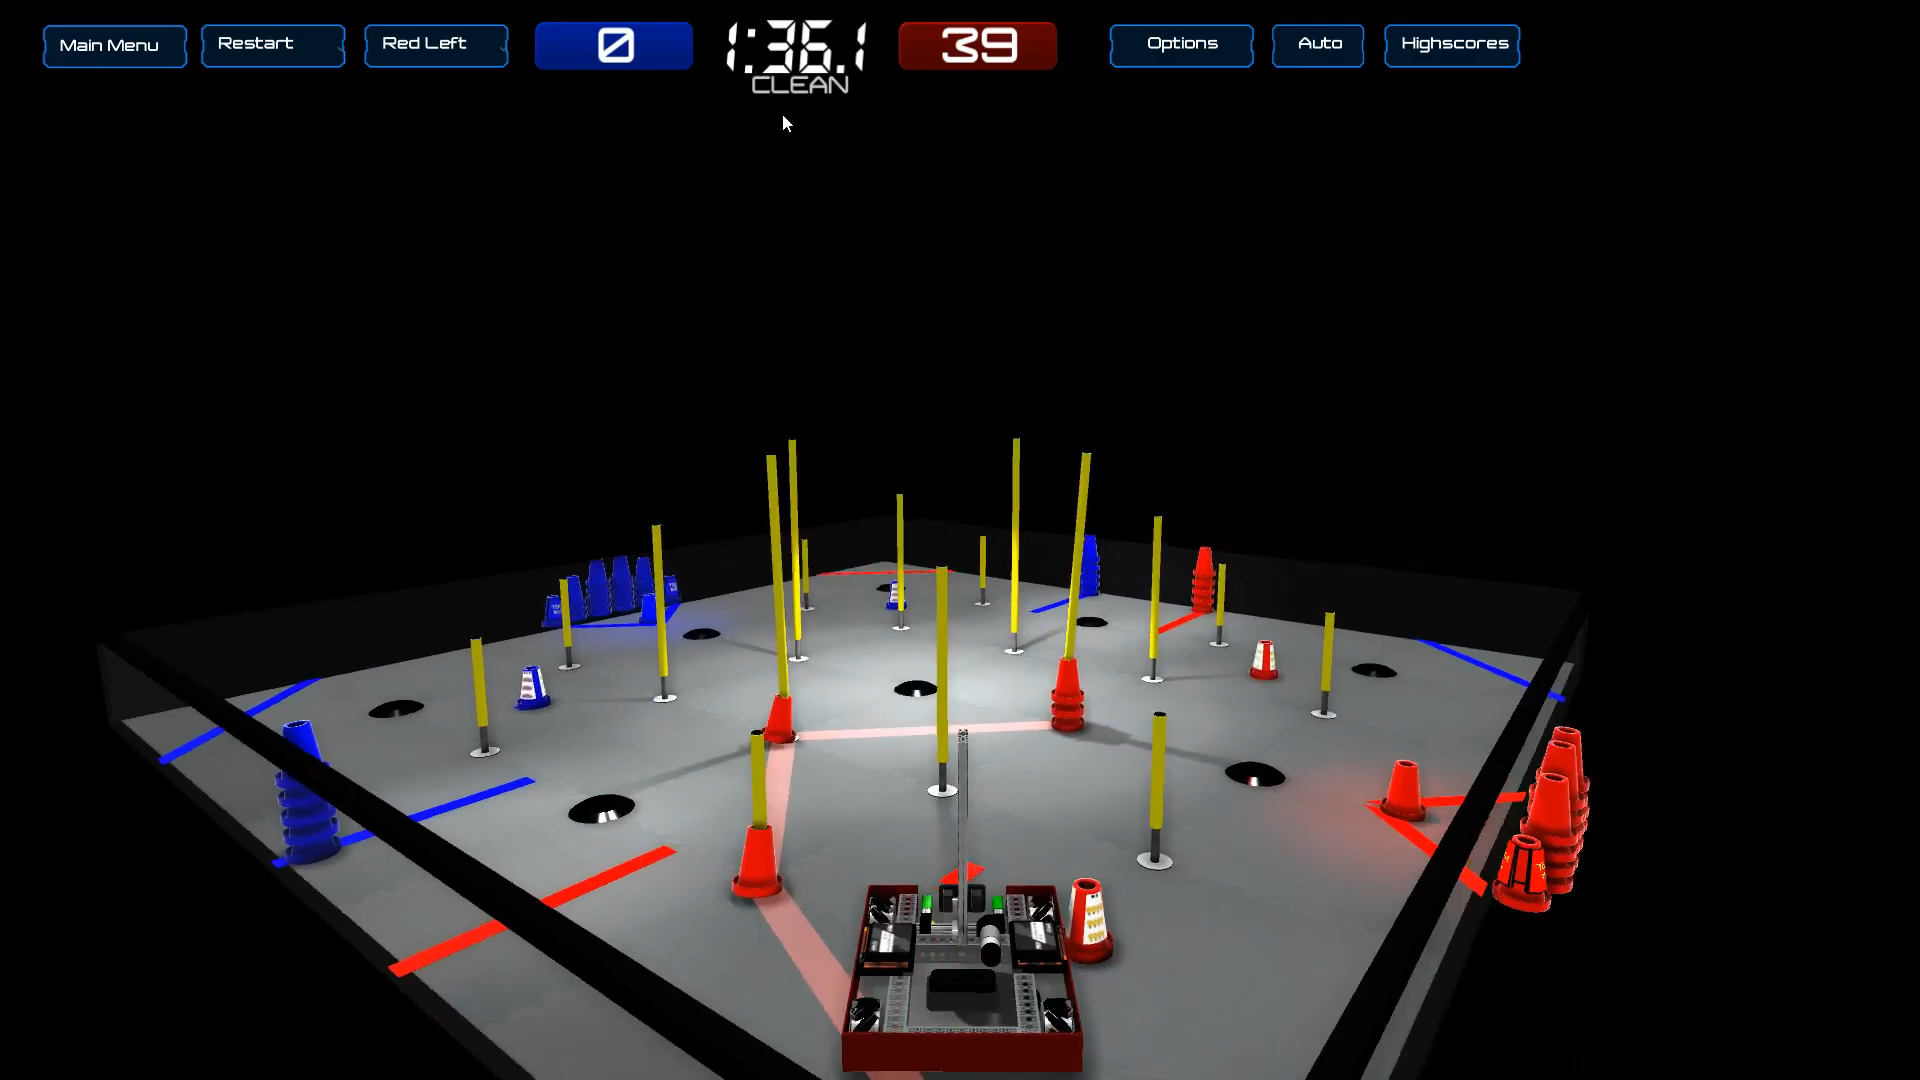 Main Menu
Restart
Red Left
0
1:36.1
CLEAN
39
Options
Auto
Highscores